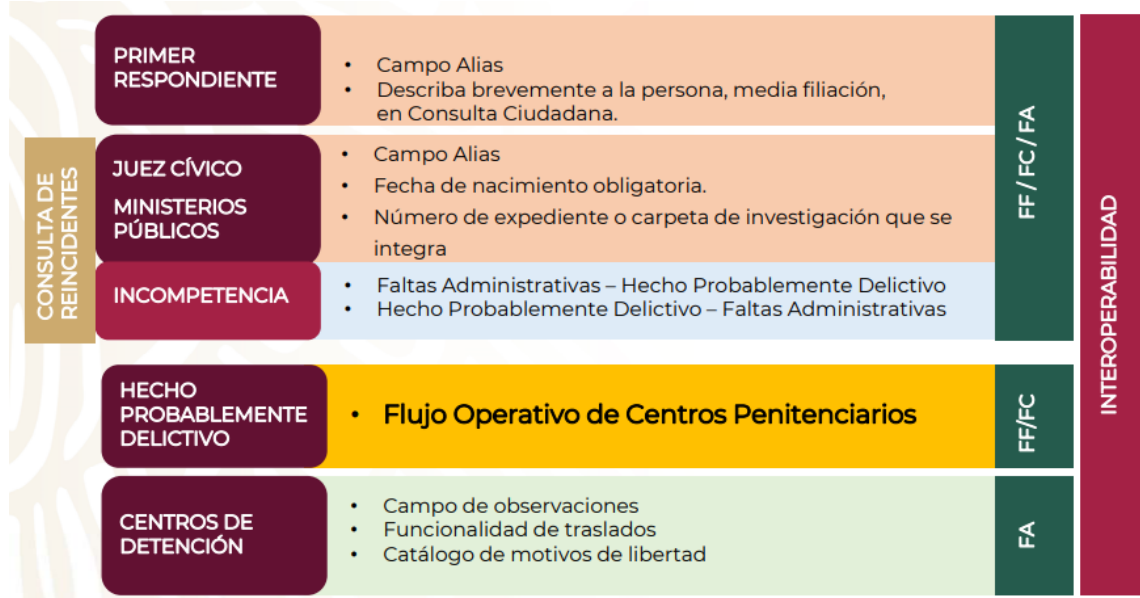 CONSULTA DE
REINCIDENTES
PRIMER
RESPONDIENTE
• Campo Alias
• Describa brevemente a la persona, media filiación,
en Consulta Ciudadana.
JUEZ CÍVICO
MINISTERIOS
PÚBLICOS
• Campo Alias
• Fecha de nacimiento obligatoria.
• Número de expediente o carpeta de investigación que se
integra
INCOMPETENCIA
• Faltas Administrativas – Hecho Probablemente Delictivo
• Hecho Probablemente Delictivo – Faltas Administrativas
FF / FC / FA
HECHO
PROBABLEMENTE
DELICTIVO
• Flujo Operativo de Centros Penitenciarios
FF/FC
CENTROS DE
DETENCIÓN
• Campo de observaciones
• Funcionalidad de traslados
• Catálogo de motivos de libertad
FA
INTEROPERABILIDAD